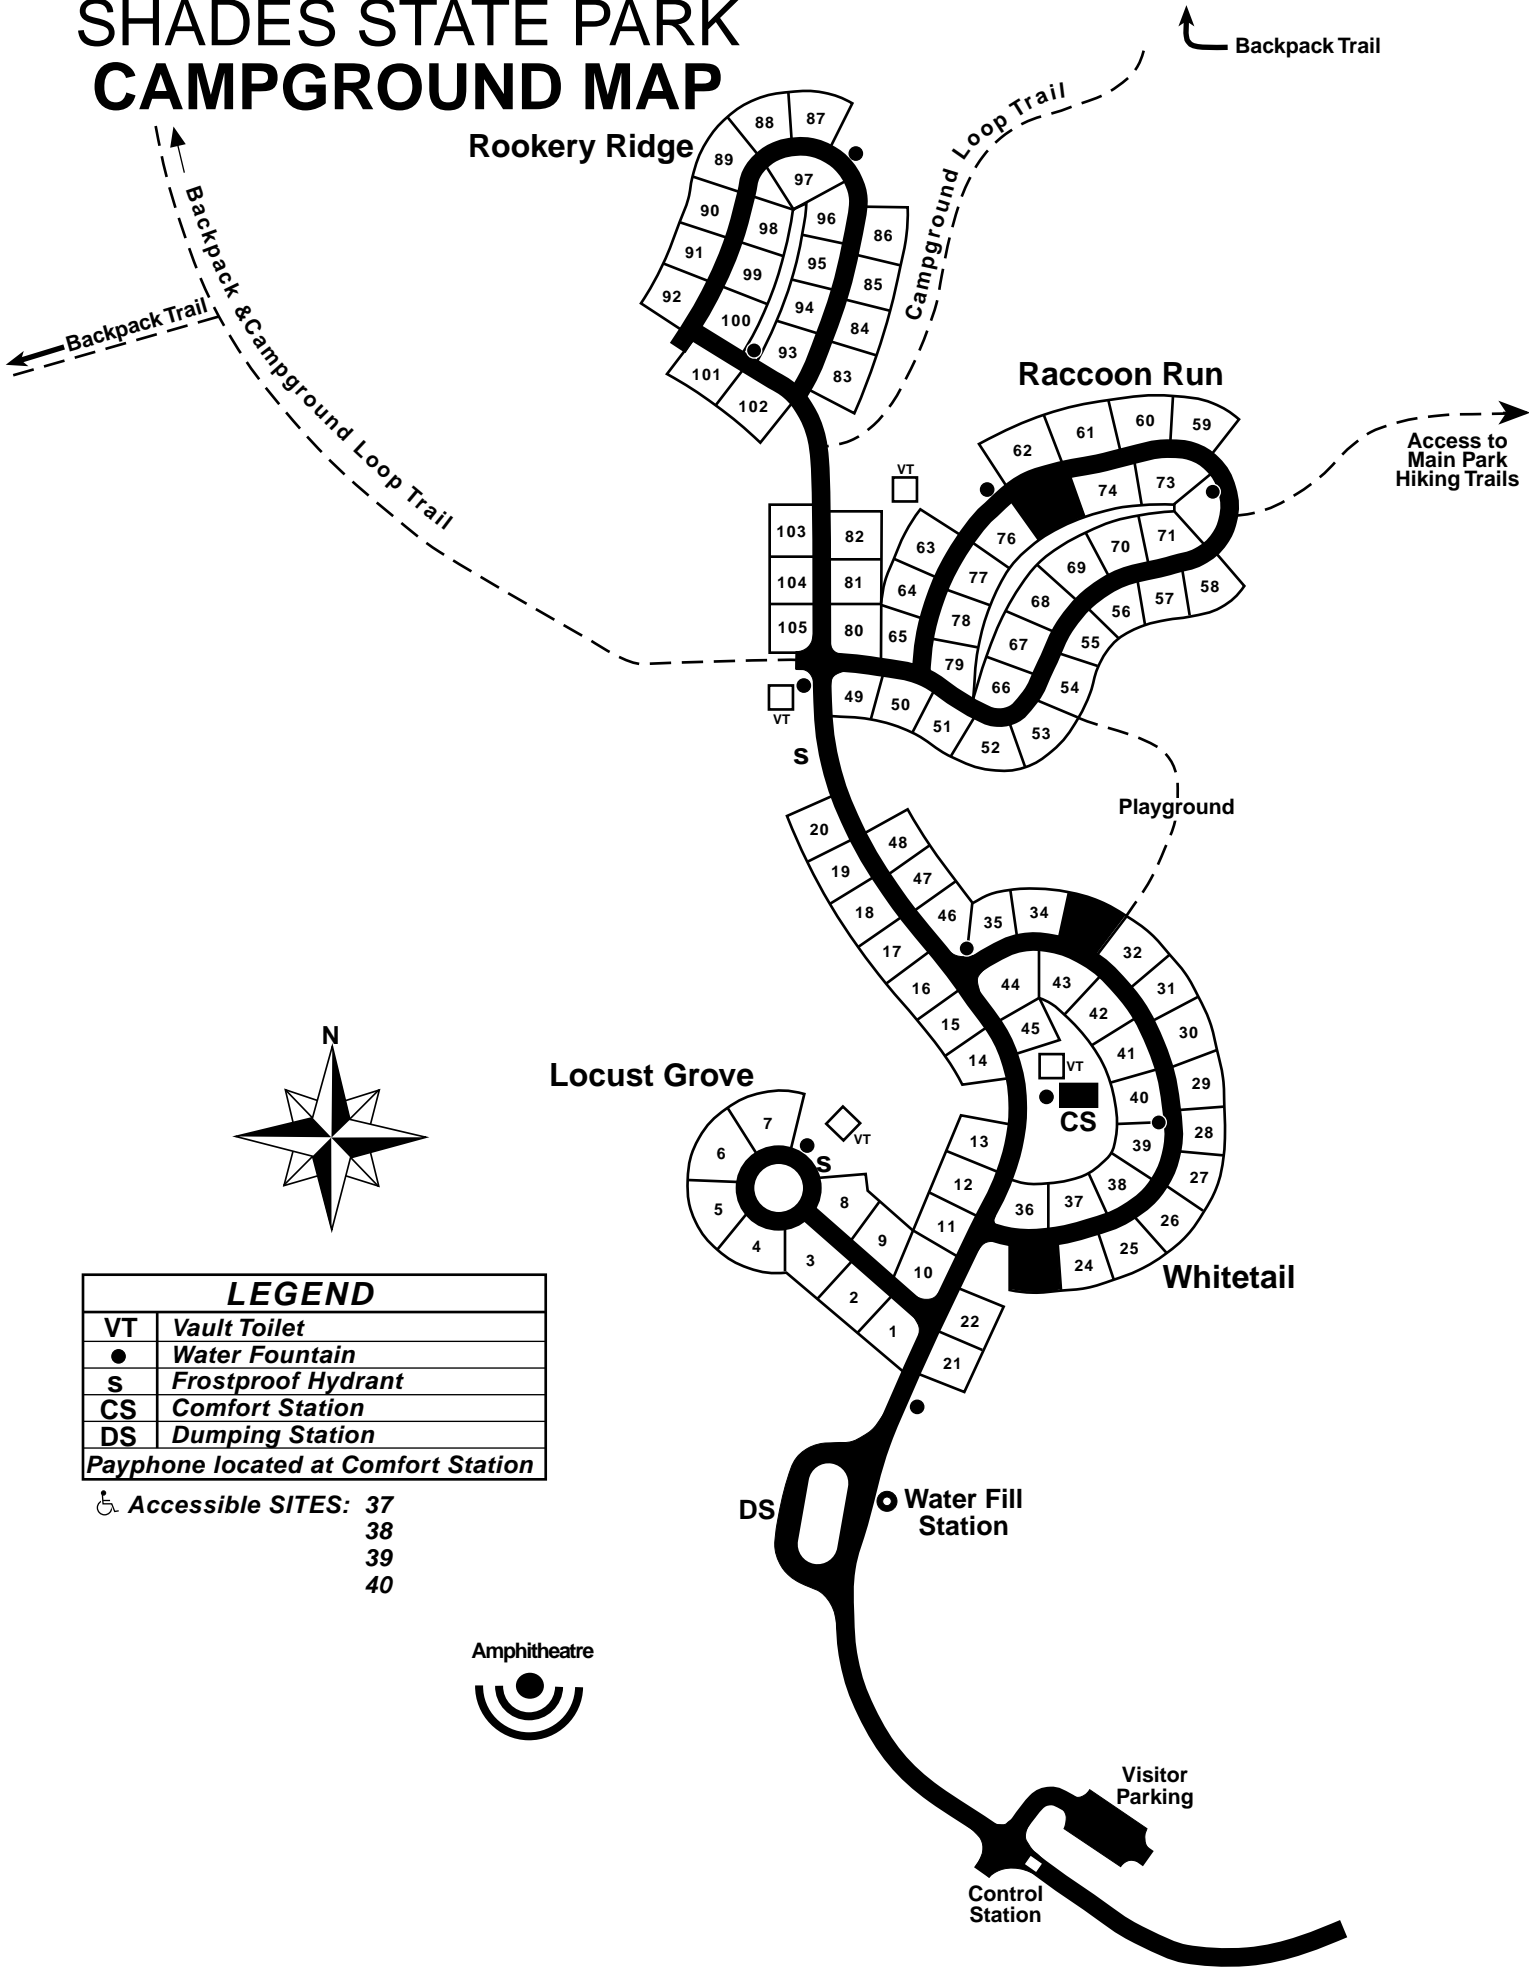 SHADES STATE PARK
CAMPGROUND MAP
Backpack Trail
Rookery Ridge
88
87
89
97
90
98
96
86
91
99
95
85
92
100
94
84
93
101
83
102
Campground Loop Trail
Backpack &Campground Loop Trail
Backpack Trail
Raccoon Run
62
61
60
59
Access to
Main Park
Hiking Trails
VT
74
73
103
82
63
76
70
71
104
81
64
77
69
58
105
80
65
78
68
56
57
79
67
55
49
50
66
54
VT
51
52
53
s
Playground
20
48
19
47
18
46
35
34
17
32
16
44
43
31
15
45
42
30
14
41
VT
29
40
CS
28
39
13
27
12
38
36
37
26
11
25
24
Whitetail
N
Locust Grove
7
VT
6
s
5
8
4
9
3
10
2
1
22
21
LEGEND
VT Vault Toilet
Water Fountain
s Frostproof Hydrant
CS Comfort Station
DS Dumping Station
Payphone located at Comfort Station
Accessible SITES: 37
38
39
40
DS
Water Fill
Station
Amphitheatre
Visitor
Parking
Control
Station